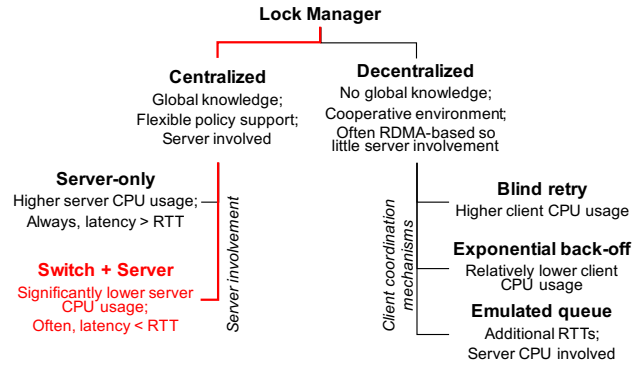 Lock Manager
Centralized
Global knowledge;
Flexible policy support;
Server involved
Decentralized
No global knowledge;
Cooperative environment;
Often RDMA-based so
little server involvement
Server-only
Higher server CPU usage;
Always, latency > RTT
Switch + Server
Significantly lower server
CPU usage;
Often, latency < RTT
Server involvement
Client coordination
mechanisms
Blind retry
Higher client CPU usage
Exponential back-off
Relatively lower client
CPU usage
Emulated queue
Additional RTTs;
Server CPU involved